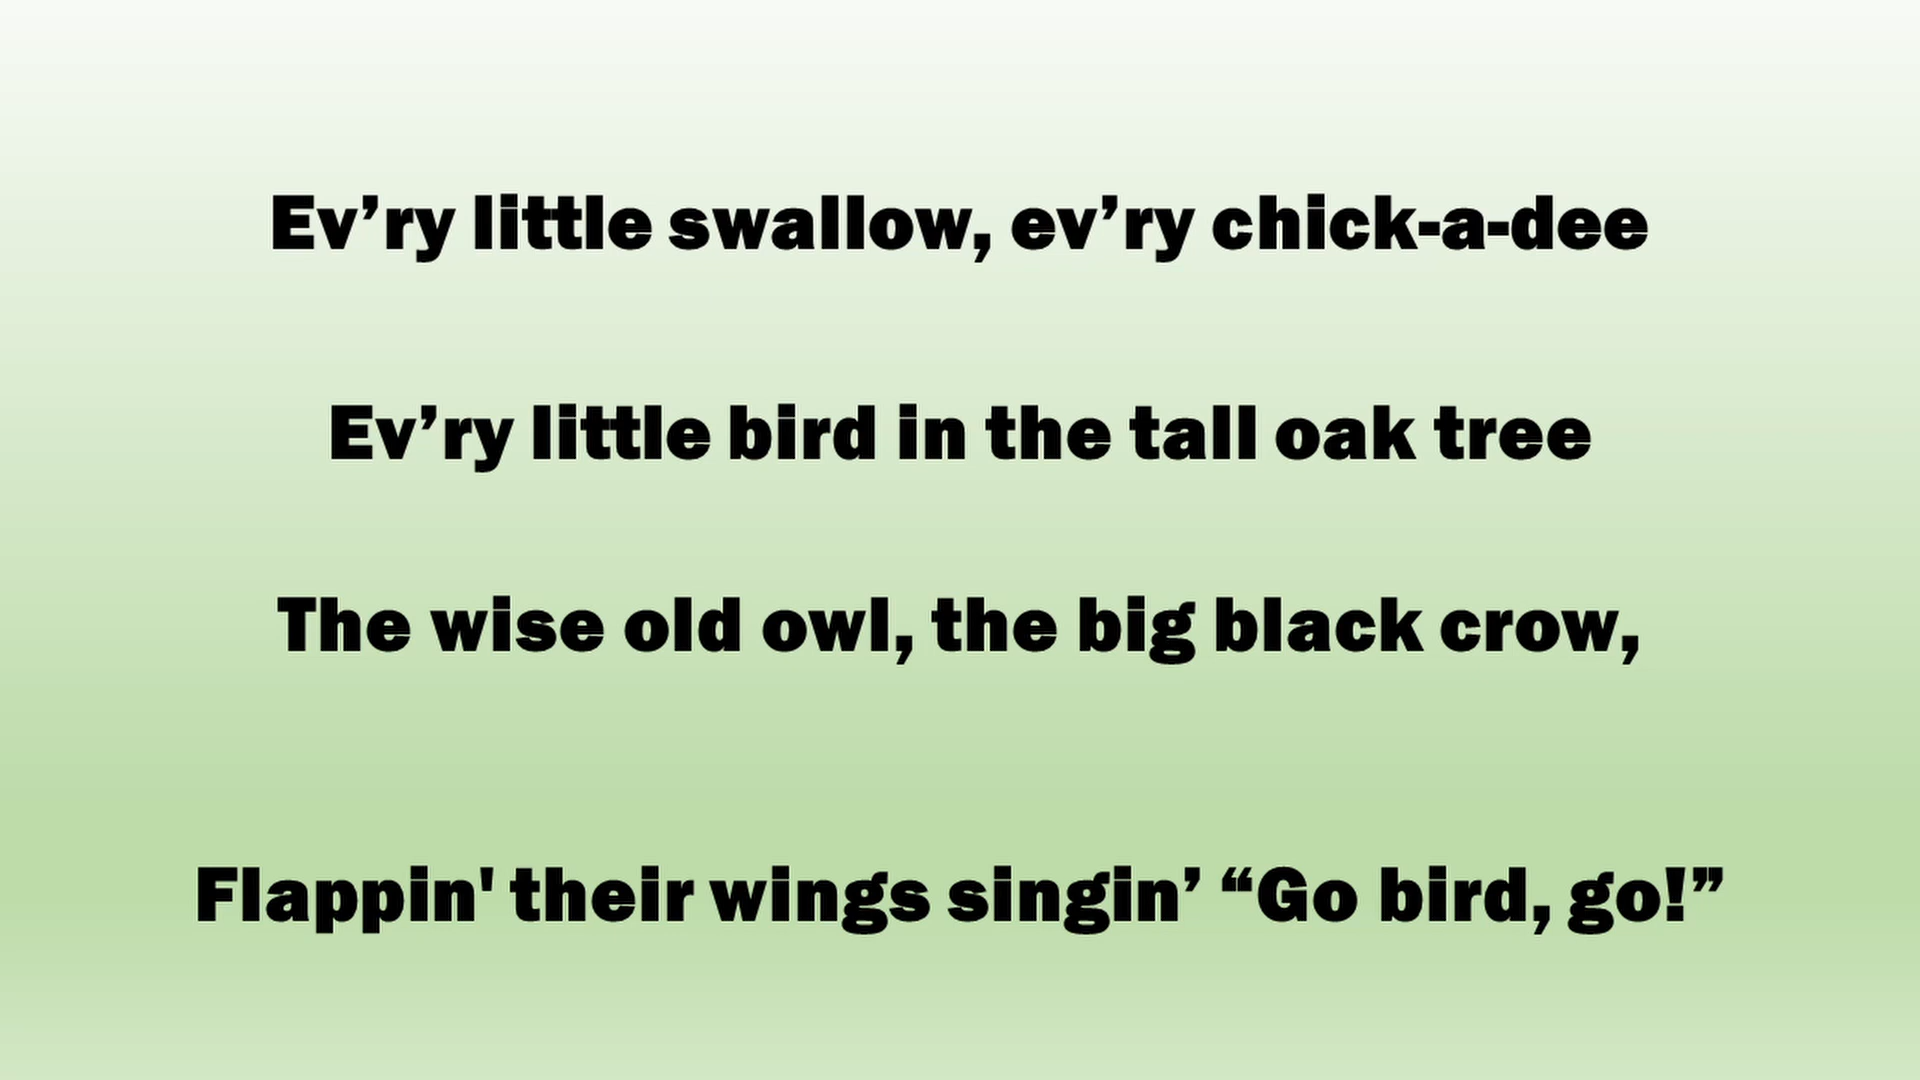 Ev’ry little swallow, ev’ry chick-a-dee
Ev’ry little bird in the tall oak tree
The wise old owl, the big black crow,
Flappin' their wings singin’ “Go bird, go!”